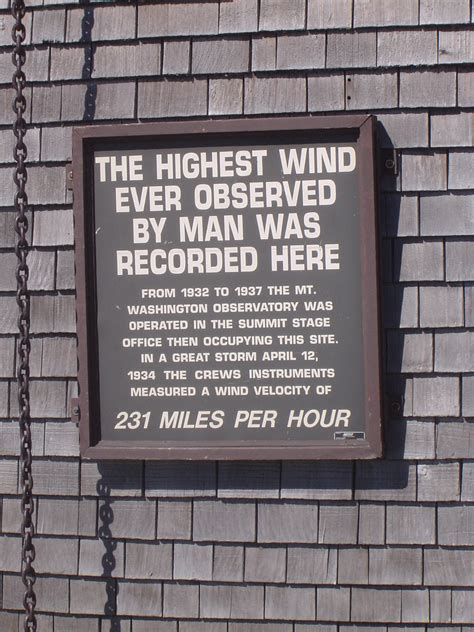 THE HIGHEST WIND
EVER OBSERVED
BY MAN WAS
RECORDED HERE
FROM 1932 TO 1937 THE MT.
WASHINGTON OBSERVATORY WAS
OPERATED IN THE SUMMIT STAGE
OFFICE THEN OCCUPYING THIS SITE.
IN A GREAT STORM APRIL 12,
1934 THE CREWS INSTRUMENTS
MEASURED A WIND VELOCITY OF
231 MILES PER HOUR